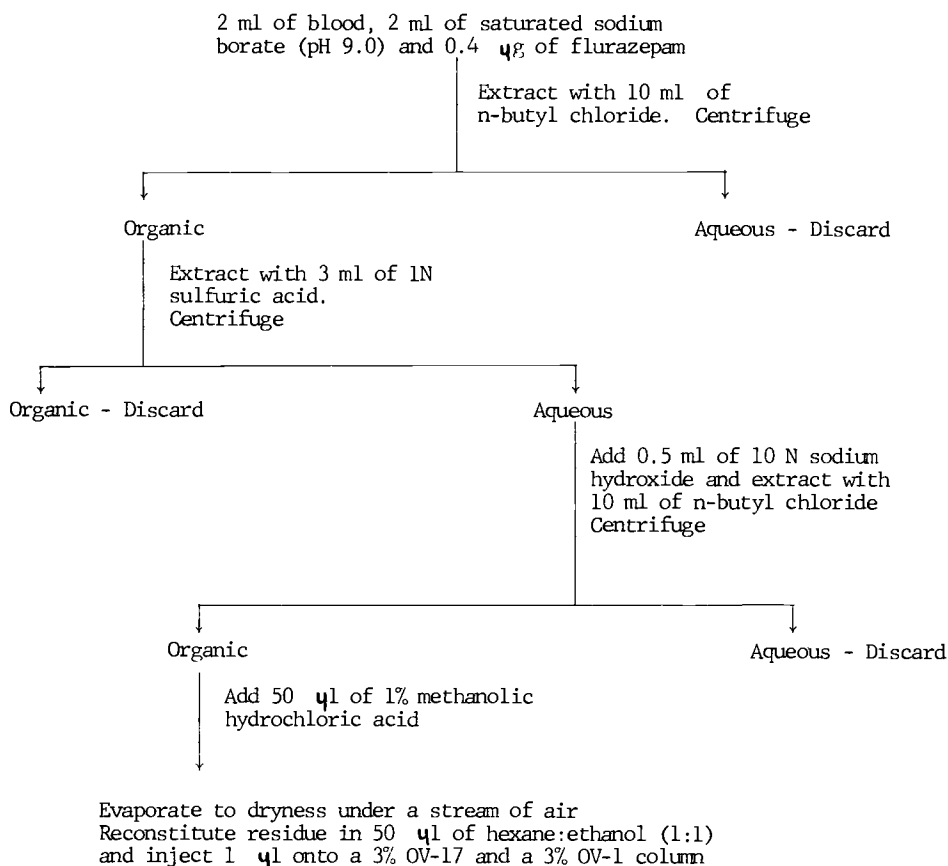 2 ml of blood, 2 ml of saturated sodium
borate (pH 9.0) and 0.4 μg of flurazepam
Extract with 10 ml of
n-butyl chloride. Centrifuge
Organic
Aqueous - Discard
Extract with 3 ml of 1N
sulfuric acid.
Centrifuge
Organic - Discard
Aqueous
Add 0.5 ml of 10 N sodium
hydroxide and extract with
10 ml of n-butyl chloride
Centrifuge
Organic
Aqueous - Discard
Add 50 μl of 1% methanolic
hydrochloric acid
Evaporate to dryness under a stream of air
Reconstitute residue in 50 μl of hexane:ethanol (1:1)
and inject 1 μl onto a 3% OV-17 and a 3% OV-1 column